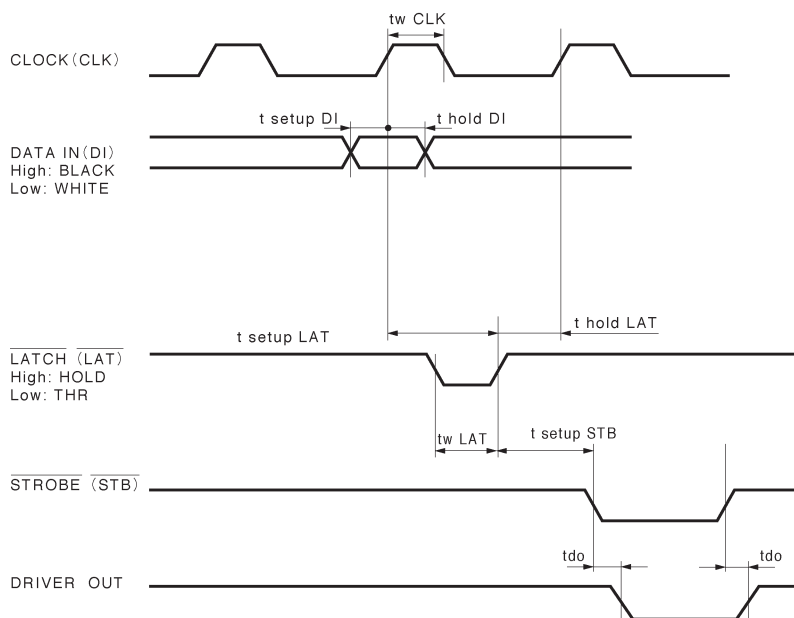 tw CLK
CLOCK (CLK)
t setup DI
t hold DI
DATA IN (DI)
High: BLACK
Low: WHITE
t hold LAT
t setup LAT
LATCH (LAT)
High: HOLD
Low: THR
tw LAT
t setup STB
STROBE (STB)
tdo
tdo
DRIVER OUT